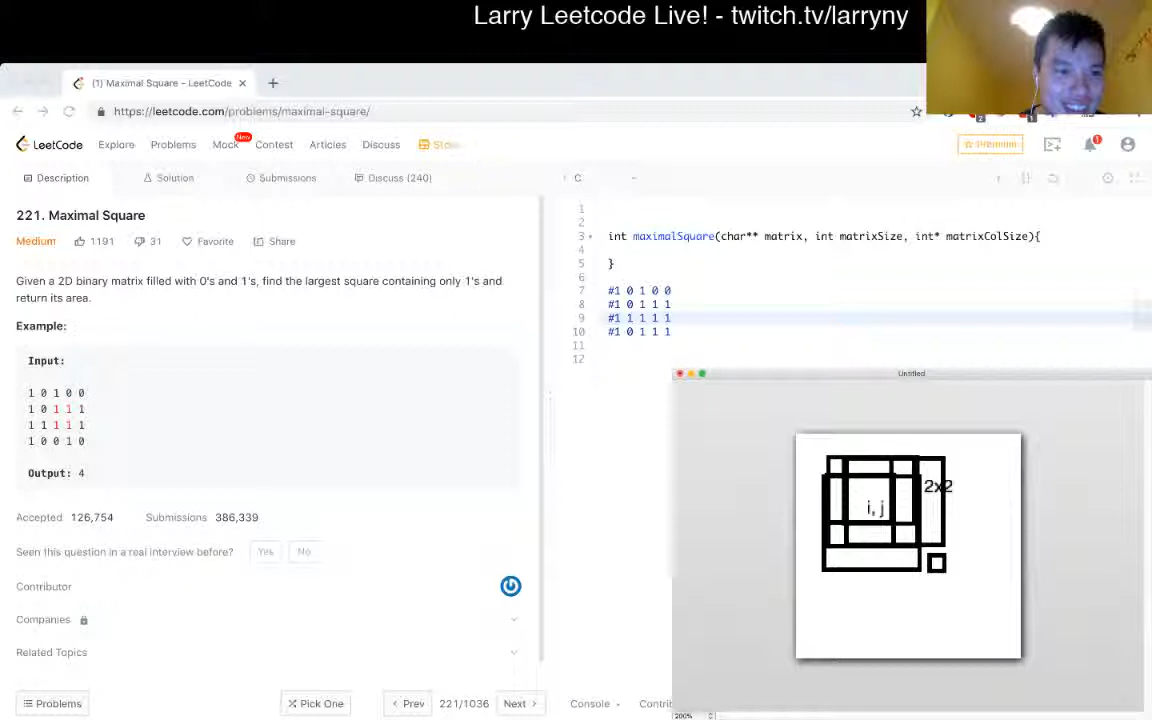 Larry Leetcode Live! - twitch.tv/larryny
(1) Maximal Square - LeetCode
https://leetcode.com/problems/maximal-square/
LeetCode Explore Problems Mock New Contest Articles Discuss Premium
Description Solution Submissions Discuss (240) C
221. Maximal Square
Medium 1191 31 Favorite Share
Given a 2D binary matrix filled with 0's and 1's, find the largest square containing only 1's and
return its area.
Example:
Input:
1 0 1 0 0
1 0 1 1 1
1 1 1 1 1
1 0 0 1 0
Output: 4
Accepted 126,754 Submissions 386,339
Seen this question in a real interview before? Yes No
Contributor
Companies
Related Topics
Problems Pick One Prev 221/1036 Next
1
2
3 int maximalSquare(char** matrix, int matrixSize, int* matrixColSize){
4
5 }
6
7 #1 0 1 0 0
8 #1 0 1 1 1
9 #1 1 1 1 1
10 #1 0 1 1 1
11
12
Untitled
2x2
i, j
Console
200%